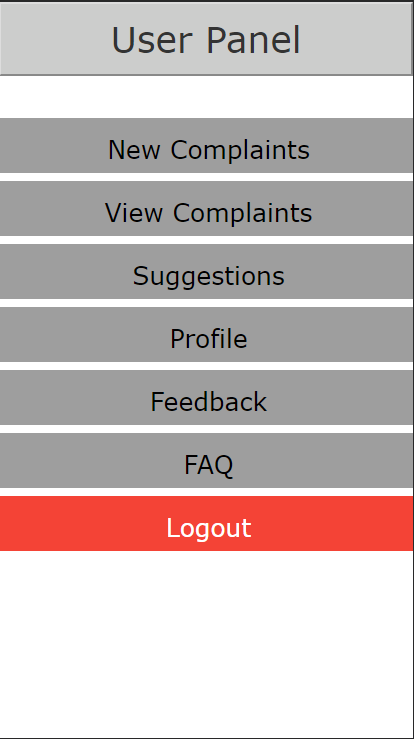 User Panel
New Complaints
View Complaints
Suggestions
Profile
Feedback
FAQ
Logout